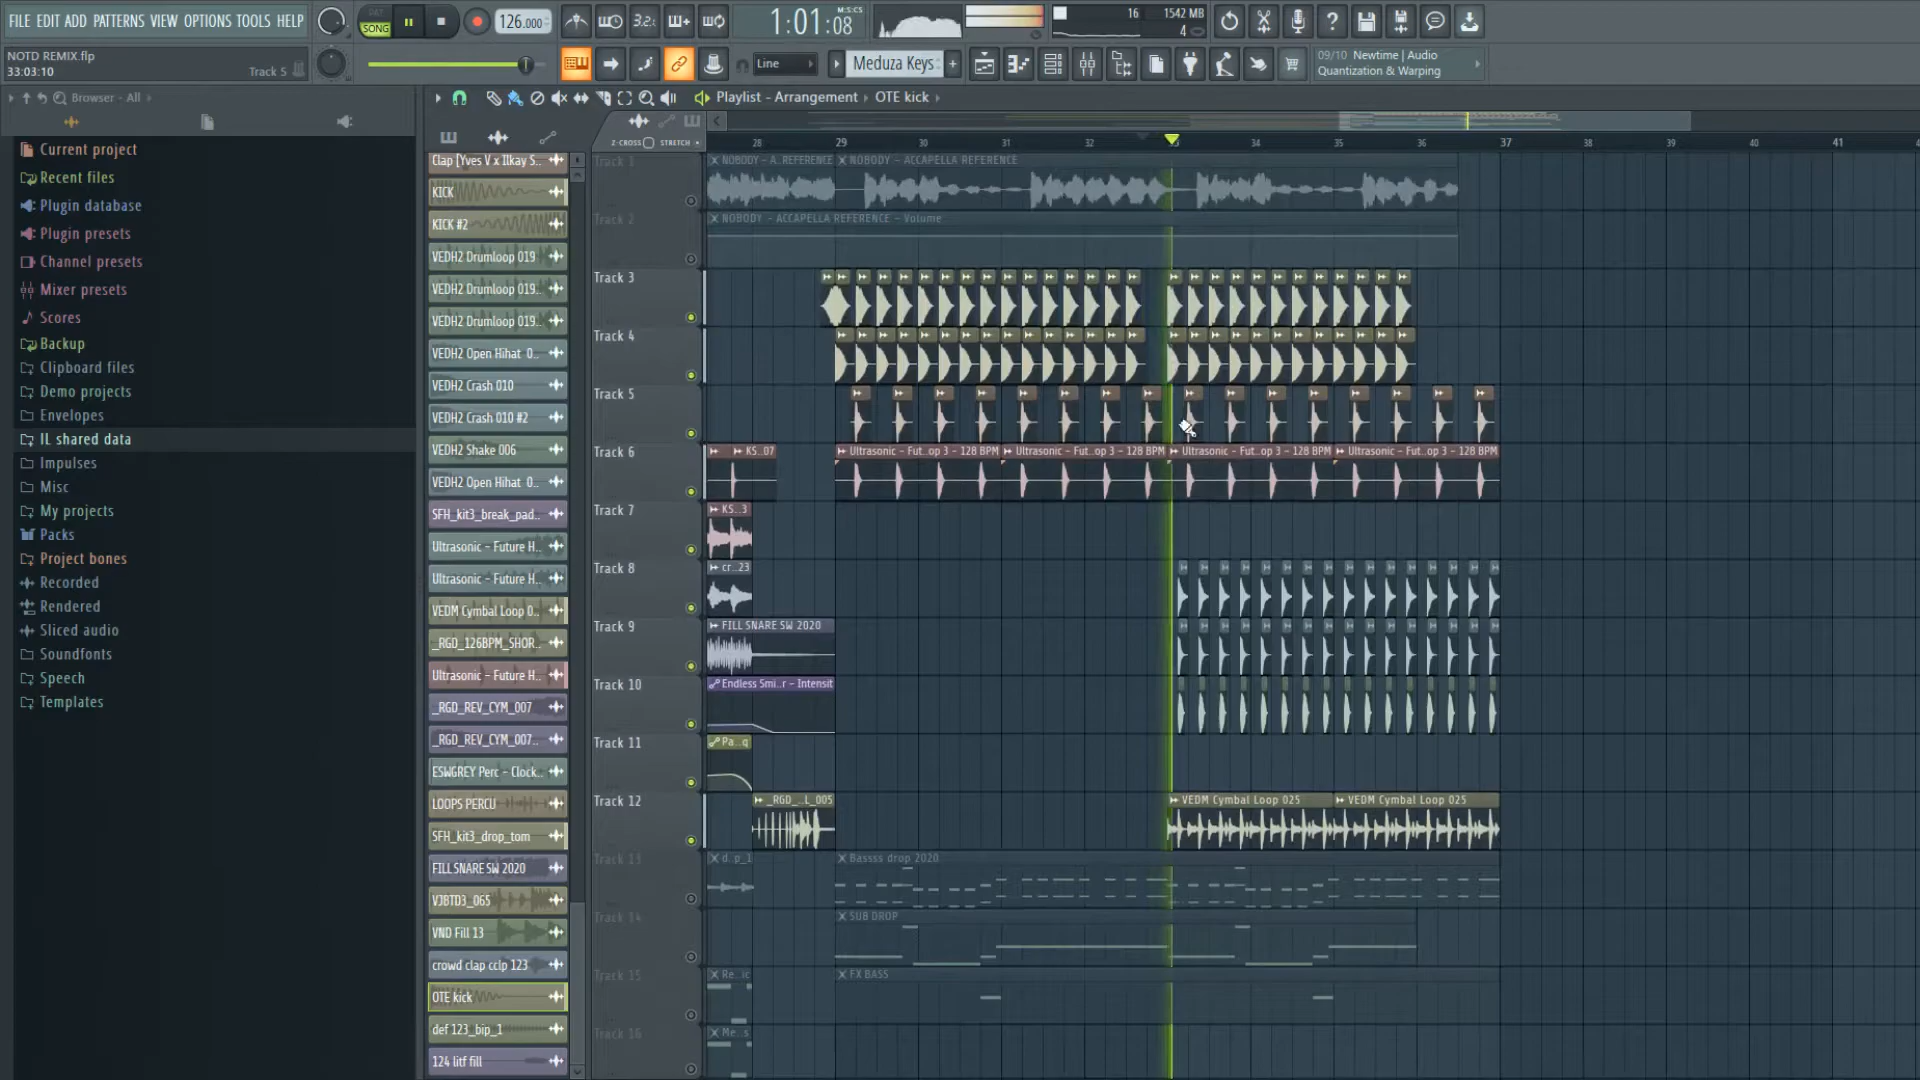 FILE EDIT ADD PATTERNS VIEW OPTIONS TOOLS HELP
PAT
SONG
126.000
3.2.
1:01:08
M:S:CS
16
1542 MB
4
NOTD REMIX.flp
33:03:10
Track 5
Line
Meduza Keys
09/10 Newtime | Audio
Quantization & Warping
Browser - All
Playlist - Arrangement
OTE kick
Z-CROSS
STRETCH
28
29
30
31
32
33
34
35
36
37
38
39
40
41
Current project
Recent files
Plugin database
Plugin presets
Channel presets
Mixer presets
Scores
Backup
Clipboard files
Demo projects
Envelopes
IL shared data
Impulses
Misc
My projects
Packs
Project bones
Recorded
Rendered
Sliced audio
Soundfonts
Speech
Templates
Clap [Yves V x Ilkay S..
KICK
KICK #2
VEDH2 Drumloop 019
VEDH2 Drumloop 019..
VEDH2 Drumloop 019..
VEDH2 Open Hihat 0..
VEDH2 Crash 010
VEDH2 Crash 010 #2
VEDH2 Shake 006
VEDH2 Open Hihat 0..
SFH_kit3_break_pad..
Ultrasonic - Future H..
Ultrasonic - Future H..
VEDM Cymbal Loop 0..
_RGD_126BPM_SHOR..
Ultrasonic - Future H..
_RGD_REV_CYM_007
_RGD_REV_CYM_007..
ESWGREY Perc - Clock..
LOOPS PERCU
SFH_kit3_drop_tom
FILL SNARE SW 2020
VJBTD3_065
VND Fill 13
crowd clap cclp 123
OTE kick
def 123_bip_1
124 litf fill
Track 1
NOBODY - A..REFERENCE
NOBODY - ACCAPELLA REFERENCE
Track 2
NOBODY - ACCAPELLA REFERENCE - Volume
Track 3
Track 4
Track 5
Track 6
KS..07
Ultrasonic - Fut..op 3 - 128 BPM
Ultrasonic - Fut..op 3 - 128 BPM
Ultrasonic - Fut..op 3 - 128 BPM
Ultrasonic - Fut..op 3 - 128 BPM
Track 7
KS..3
Track 8
cr..23
Track 9
FILL SNARE SW 2020
Track 10
Endless Smi..r - Intensit
Track 11
Pa..q
Track 12
_RGD_..L_005
VEDM Cymbal Loop 025
VEDM Cymbal Loop 025
Track 13
d..p_1
Bassss drop 2020
Track 14
SUB DROP
Track 15
Re..ic
FX BASS
Track 16
Me..s